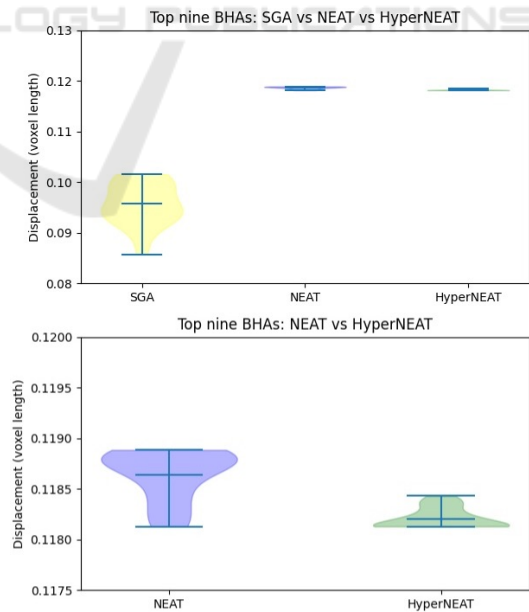 LOGY PUBLICATIONS
Top nine BHAs: SGA vs NEAT vs HyperNEAT
Displacement (voxel length)
0.13
0.12
0.11
0.10
0.09
0.08
SGA NEAT HyperNEAT
Top nine BHAs: NEAT vs HyperNEAT
Displacement (voxel length)
0.1200
0.1195
0.1190
0.1185
0.1180
0.1175
NEAT HyperNEAT